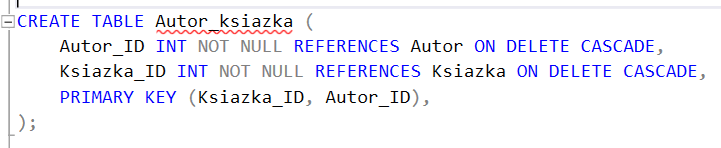 CREATE TABLE Autor_ksiazka (
Autor_ID INT NOT NULL REFERENCES Autor ON DELETE CASCADE,
Ksiazka_ID INT NOT NULL REFERENCES Ksiazka ON DELETE CASCADE,
PRIMARY KEY (Ksiazka_ID, Autor_ID),
);